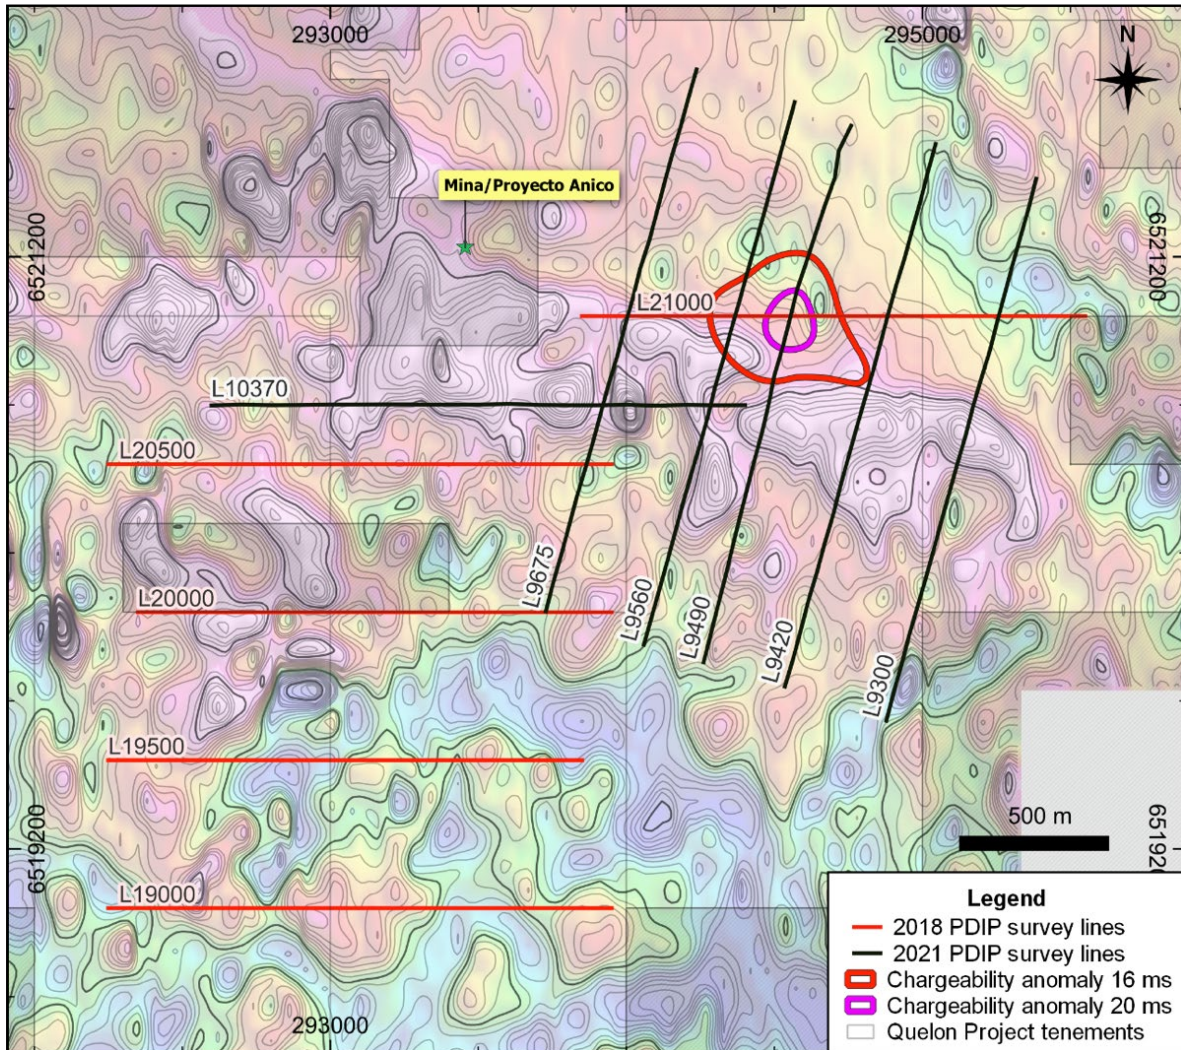 293000
295000
N
Mina/Proyecto Anico
6521200
6521200
L21000
L10370
L20500
L9675
L9560
L9490
L9420
L9300
L20000
L19500
500 m
6519200
651920
L19000
293000
Legend
2018 PDIP survey lines
2021 PDIP survey lines
Chargeability anomaly 16 ms
Chargeability anomaly 20 ms
Quelon Project tenements